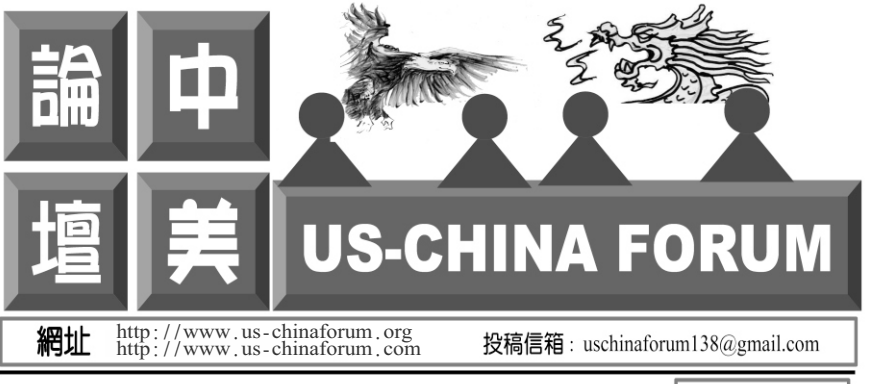 中美
論壇
US-CHINA FORUM
網址 http://www.us-chinaforum.org
http://www.us-chinaforum.com
投稿信箱：uschinaforum138@gmail.com